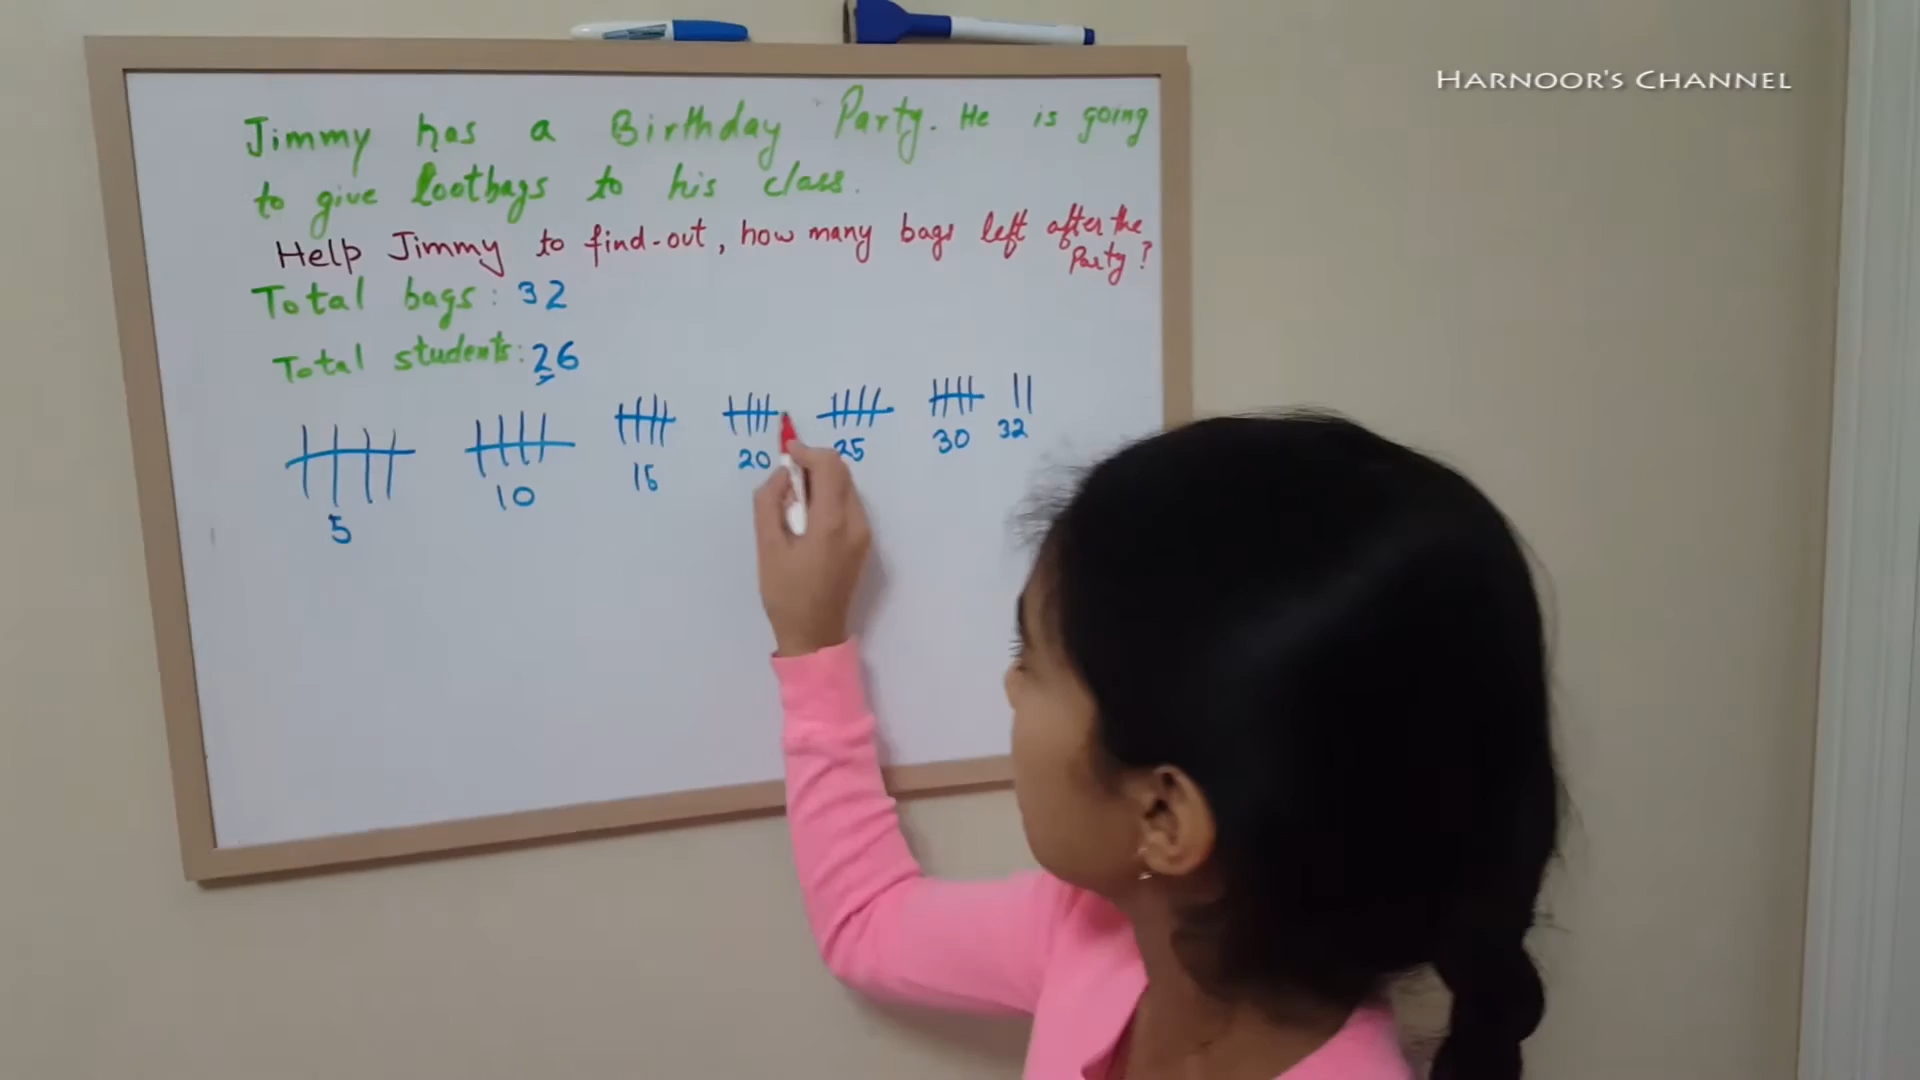 HARNOOR'S CHANNEL
Jimmy has a Birthday Party. He is going
to give lootbags to his class.
Help Jimmy to find-out, how many bags left after the
Party?
Total bags: 32
Total students: 26
5 10 15 20 25 30 32